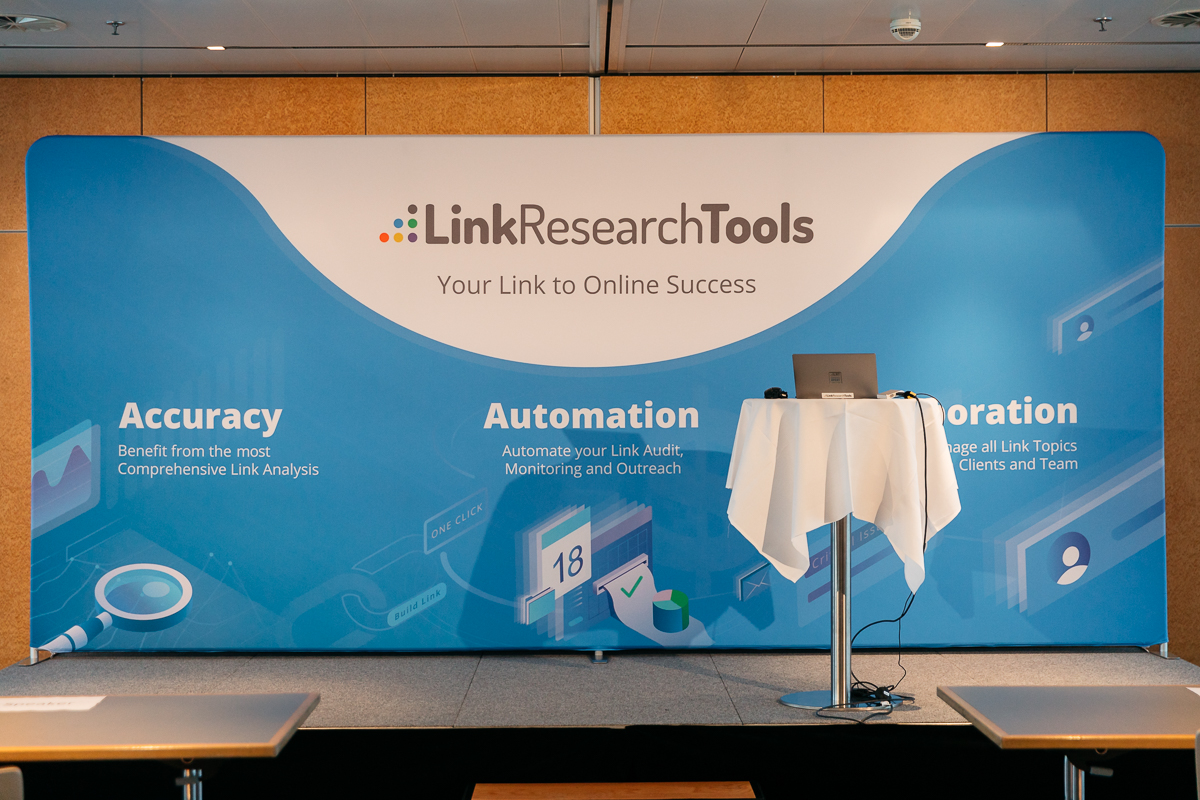 LinkResearchTools
Your Link to Online Success
Accuracy
Benefit from the most
Comprehensive Link Analysis
Automation
Automate your Link Audit,
Monitoring and Outreach
oration
nage all Link Topics
Clients and Team
ONE CLICK
Build Link
18